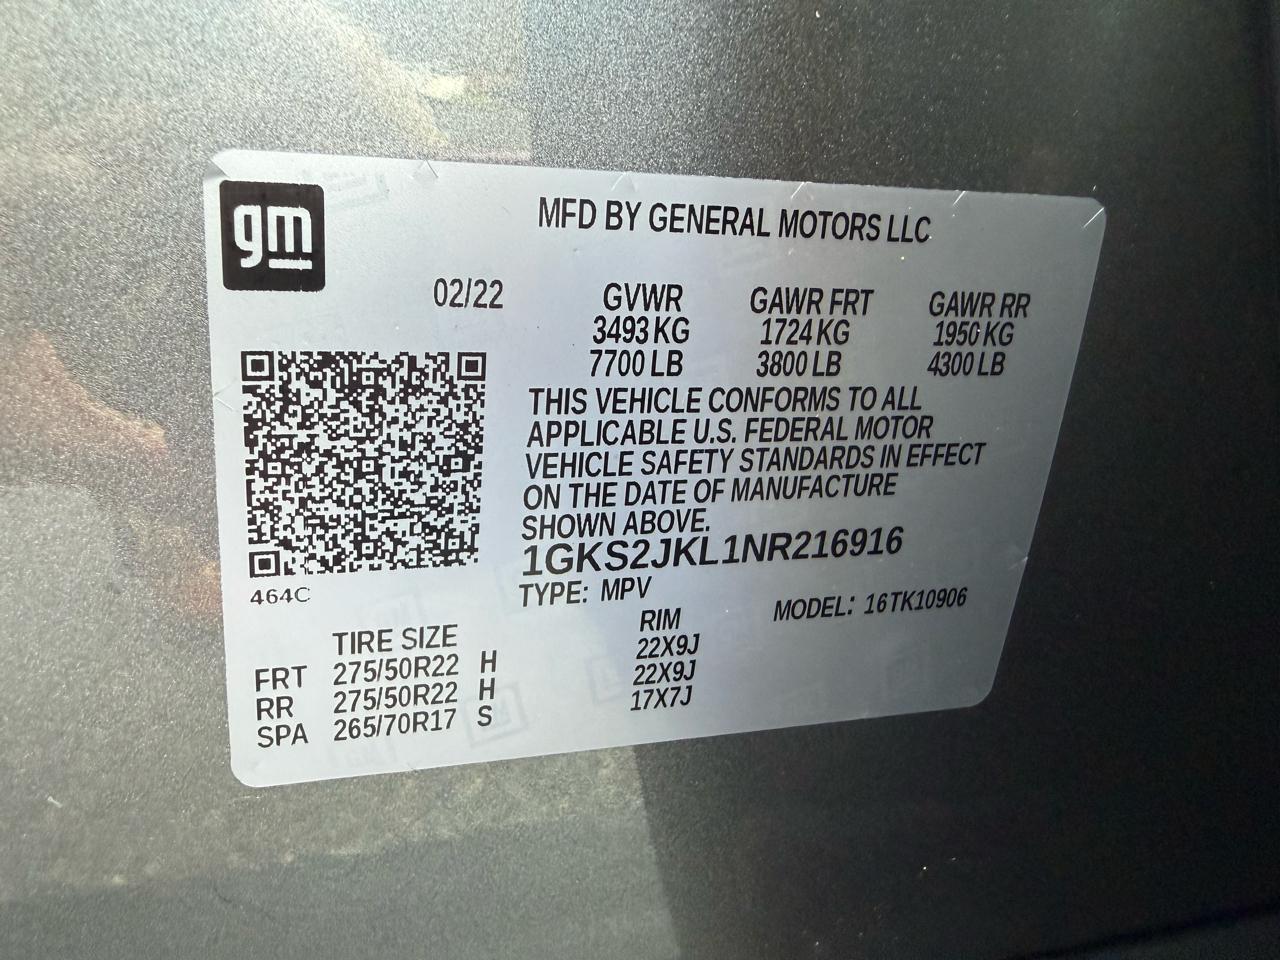 gm
MFD BY GENERAL MOTORS LLC
02/22 GVWR GAWR FRT GAWR RR
3493 KG 1724 KG 1950 KG
7700 LB 3800 LB 4300 LB
THIS VEHICLE CONFORMS TO ALL
APPLICABLE U.S. FEDERAL MOTOR
VEHICLE SAFETY STANDARDS IN EFFECT
ON THE DATE OF MANUFACTURE
SHOWN ABOVE.
1GKS2JKL1NR216916
464C
TYPE: MPV MODEL: 16TK10906
TIRE SIZE RIM
FRT 275/50R22 H 22X9J
RR 275/50R22 H 22X9J
SPA 265/70R17 S 17X7J